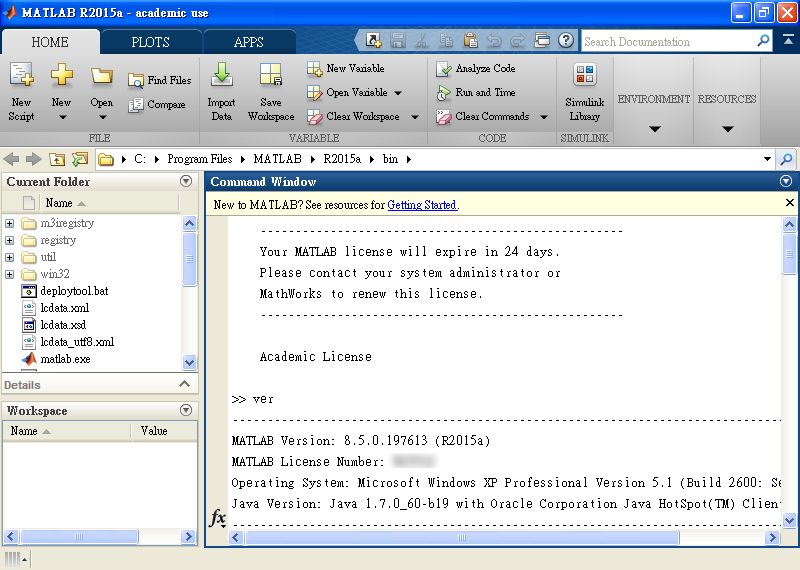 MATLAB R2015a - academic use
HOME PLOTS APPS
Search Documentation
New Script
New
Open
Find Files
Compare
FILE
Import Data
Save Workspace
New Variable
Open Variable
Clear Workspace
VARIABLE
Analyze Code
Run and Time
Clear Commands
CODE
Simulink Library
SIMULINK
ENVIRONMENT
RESOURCES
C: Program Files MATLAB R2015a bin
Current Folder
Name
m3iregistry
registry
util
win32
deploytool.bat
lcdata.xml
lcdata.xsd
lcdata_utf8.xml
matlab.exe
Details
Workspace
Name Value
Command Window
New to MATLAB? See resources for Getting Started.
----------------------------------------------------
Your MATLAB license will expire in 24 days.
Please contact your system administrator or
MathWorks to renew this license.
----------------------------------------------------
Academic License
>> ver
MATLAB Version: 8.5.0.197613 (R2015a)
MATLAB License Number:
Operating System: Microsoft Windows XP Professional Version 5.1 (Build 2600: Se
Java Version: Java 1.7.0_60-b19 with Oracle Corporation Java HotSpot(TM) Clien
fx